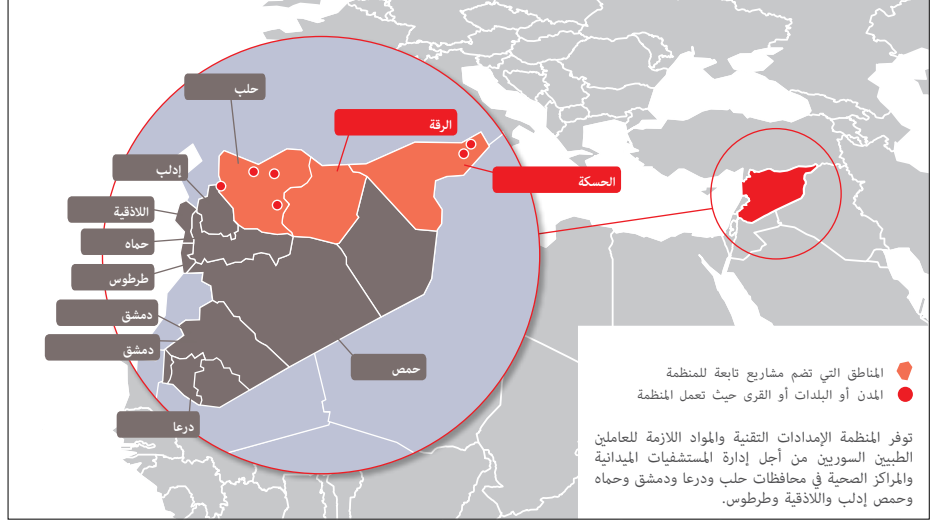 حلب
الرقة
إدلب
الحسكة
اللاذقية
حماه
طرطوس
دمشق
دمشق
حمص
درعا
المناطق التي تضم مشاريع تابعة للمنظمة
المدن أو البلدات أو القرى حيث تعمل المنظمة
توفر المنظمة الإمدادات التقنية والمواد اللازمة للعاملين
الطبيين السوريين من أجل إدارة المستشفيات الميدانية
والمراكز الصحية في محافظات حلب ودرعا ودمشق وحماه
وحمص إدلب واللاذقية وطرطوس.